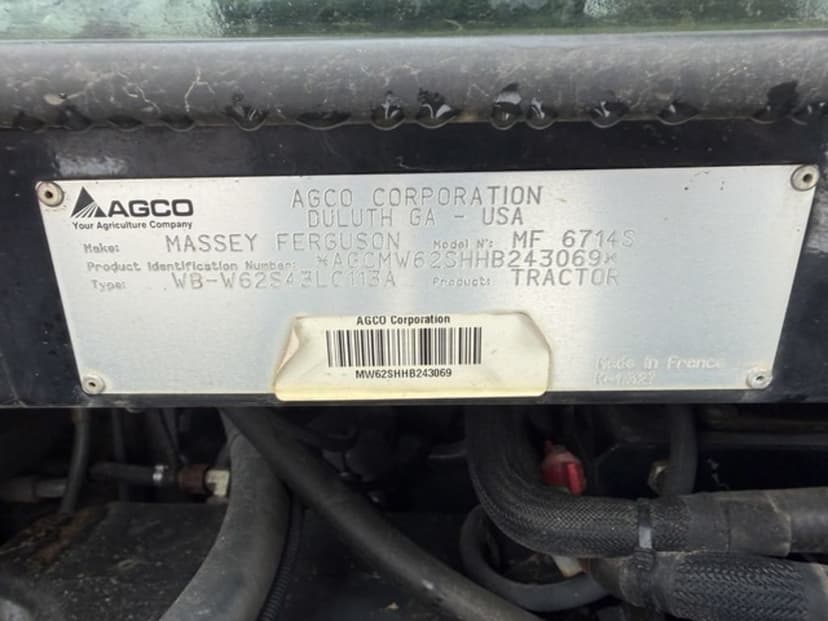 AGCO
Your Agriculture Company
AGCO CORPORATION
DULUTH GA - USA
Make: MASSEY FERGUSON Model N°: MF 6714S
Product Identification Number: *AGCMW62SHHB243069*
Type: WB-W62S43LC113A Product: TRACTOR
AGCO Corporation
MW62SHHB243069
Made in France